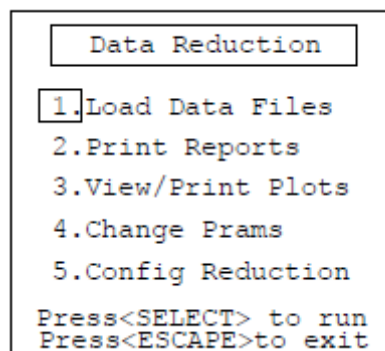 Data Reduction
1.Load Data Files
2.Print Reports
3.View/Print Plots
4.Change Prams
5.Config Reduction
Press<SELECT> to run
Press<ESCAPE>to exit